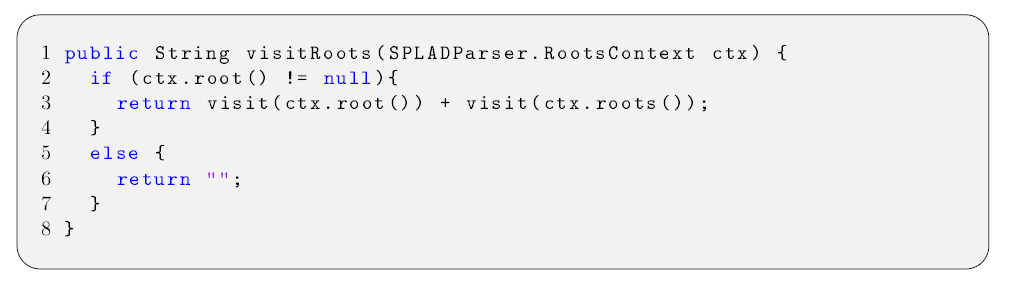 1 public String visitRoots(SPLADParser.RootsContext ctx) {
2   if (ctx.root() != null){
3     return visit(ctx.root()) + visit(ctx.roots());
4   }
5   else {
6     return "";
7   }
8 }